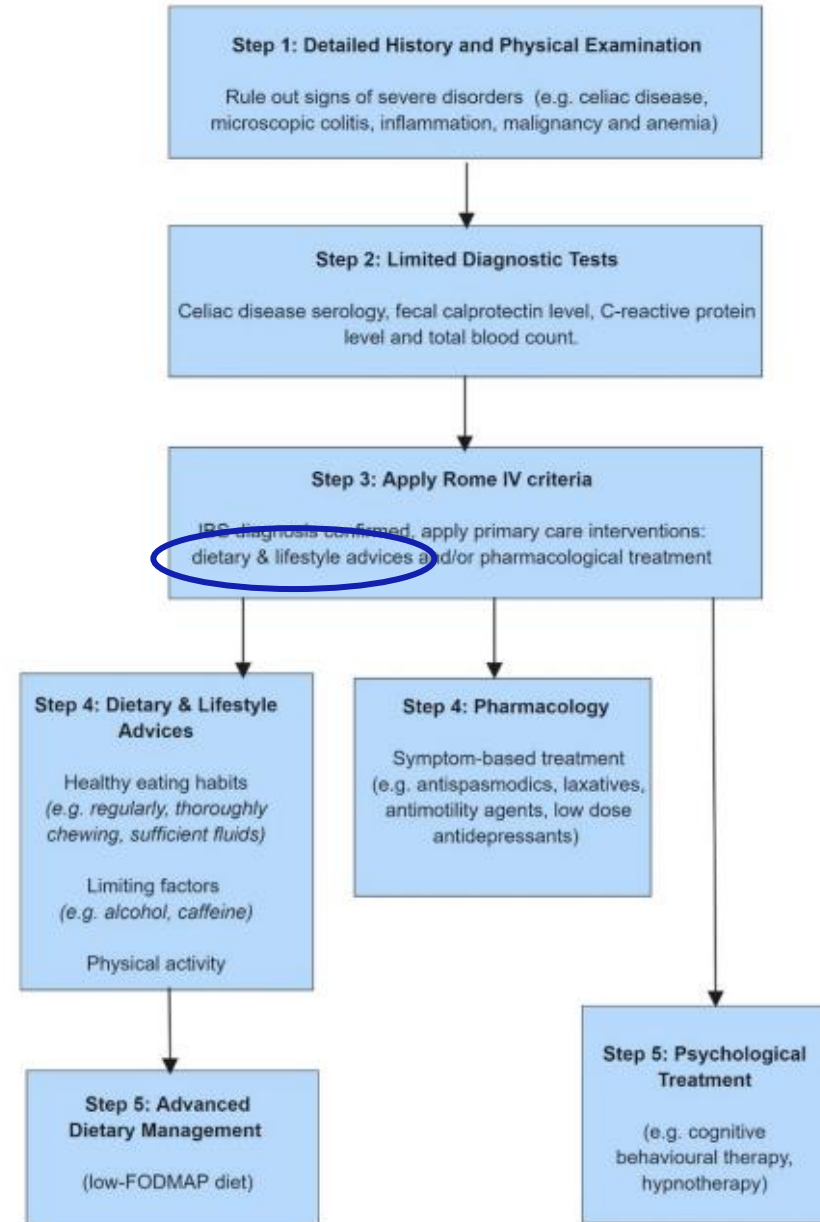 Step 1: Detailed History and Physical Examination
Rule out signs of severe disorders (e.g. celiac disease,
microscopic colitis, inflammation, malignancy and anemia)
Step 2: Limited Diagnostic Tests
Celiac disease serology, fecal calprotectin level, C-reactive protein
level and total blood count.
Step 3: Apply Rome IV criteria
IBS diagnosis confirmed, apply primary care interventions:
dietary & lifestyle advices and/or pharmacological treatment
Step 4: Dietary & Lifestyle
Advices
Healthy eating habits
(e.g. regularly, thoroughly
chewing, sufficient fluids)
Limiting factors
(e.g. alcohol, caffeine)
Physical activity
Step 4: Pharmacology
Symptom-based treatment
(e.g. antispasmodics, laxatives,
antimotility agents, low dose
antidepressants)
Step 5: Advanced
Dietary Management
(low-FODMAP diet)
Step 5: Psychological
Treatment
(e.g. cognitive
behavioural therapy,
hypnotherapy)